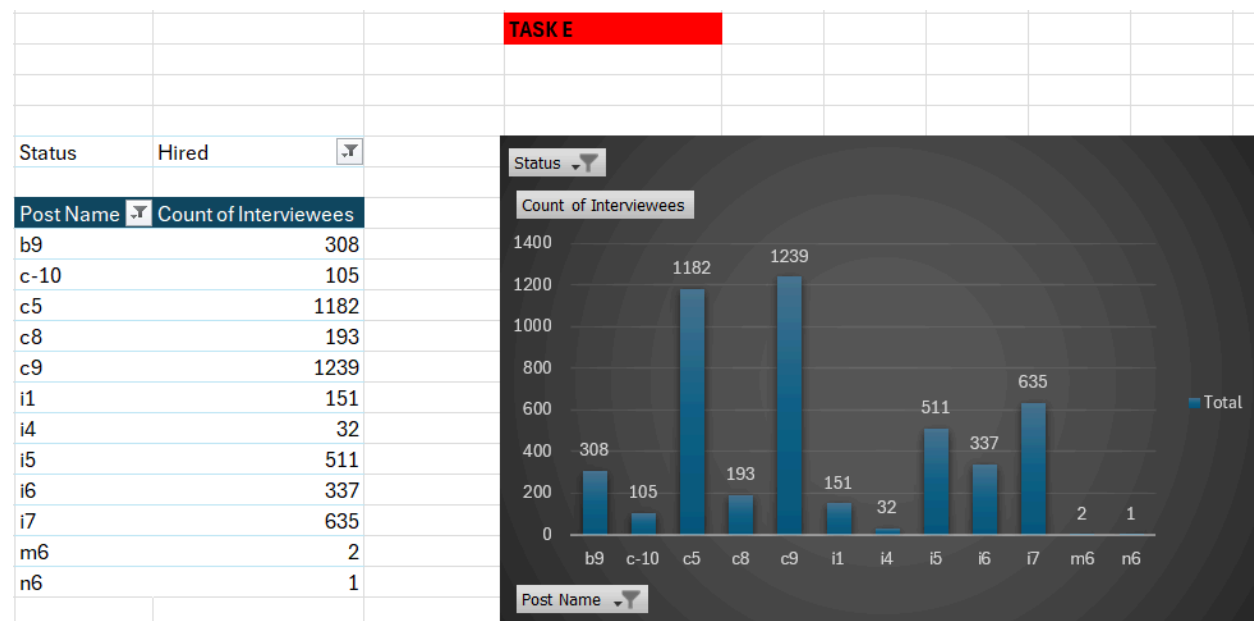 TASK E
Status Hired
Post Name Count of Interviewees
b9 308
c-10 105
c5 1182
c8 193
c9 1239
i1 151
i4 32
i5 511
i6 337
i7 635
m6 2
n6 1
Status
Count of Interviewees
1400
1200
1000
800
600
400
200
0
308
105
1182
193
1239
151
32
511
337
635
2
1
b9 c-10 c5 c8 c9 i1 i4 i5 i6 i7 m6 n6
Total
Post Name